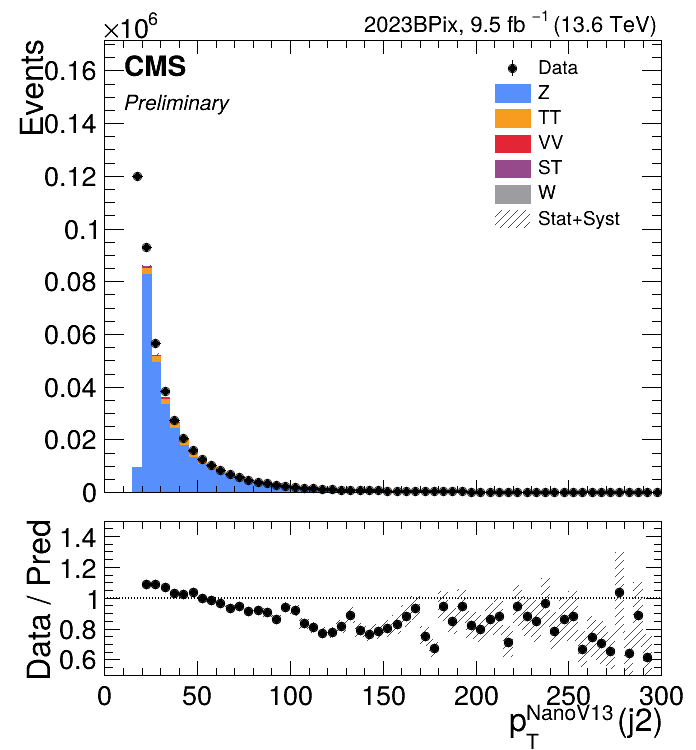 ×10^6
2023BPix, 9.5 fb ^-1 (13.6 TeV)
CMS
Preliminary
Events
0.16
0.14
0.12
0.1
0.08
0.06
0.04
0.02
0
Data
Z
TT
VV
ST
W
Stat+Syst
Data / Pred
1.4
1.2
1
0.8
0.6
0 50 100 150 200 250 300
p_T^NanoV13 (j2)